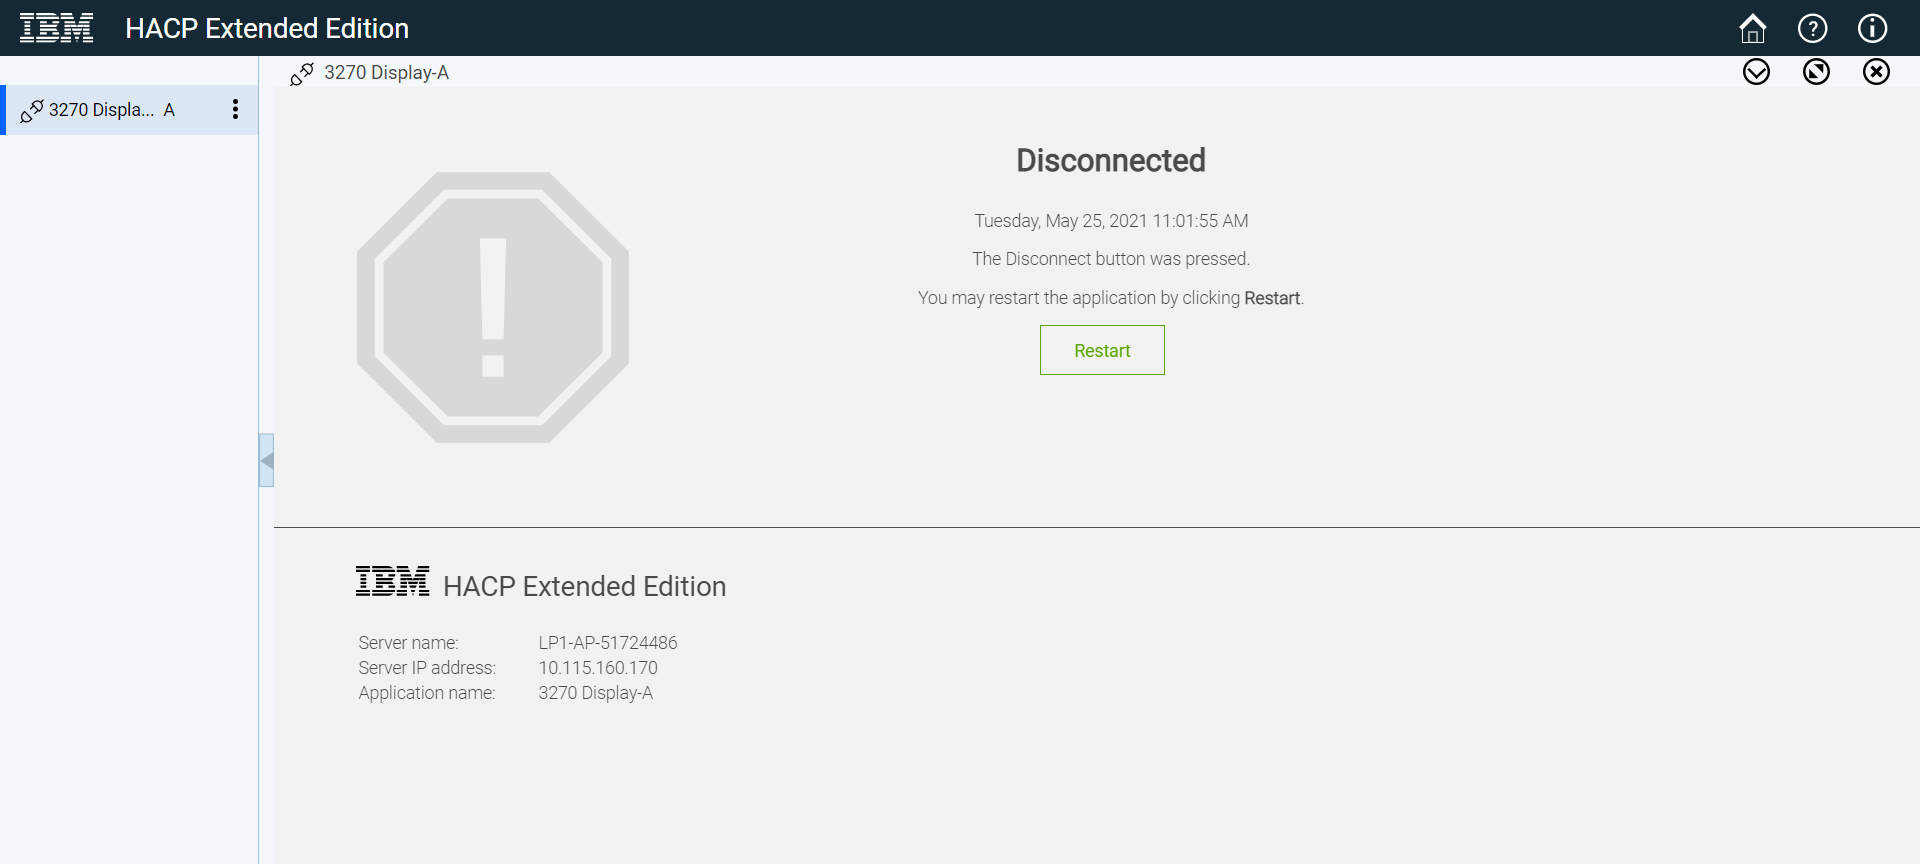 IBM HACP Extended Edition
3270 Display-A
3270 Displa... A
Disconnected
Tuesday, May 25, 2021 11:01:55 AM
The Disconnect button was pressed.
You may restart the application by clicking Restart.
Restart
IBM HACP Extended Edition
Server name: LP1-AP-51724486
Server IP address: 10.115.160.170
Application name: 3270 Display-A